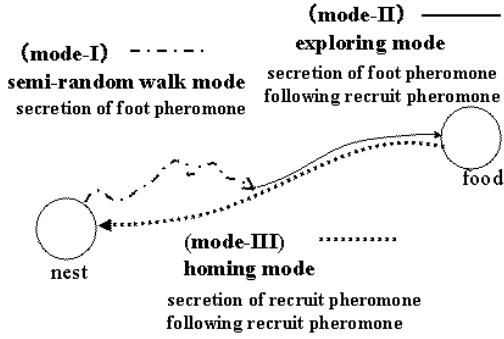 (mode-I)
semi-random walk mode
secretion of foot pheromone
(mode-II)
exploring mode
secretion of foot pheromone
following recruit pheromone
food
nest
(mode-III)
homing mode
secretion of recruit pheromone
following recruit pheromone